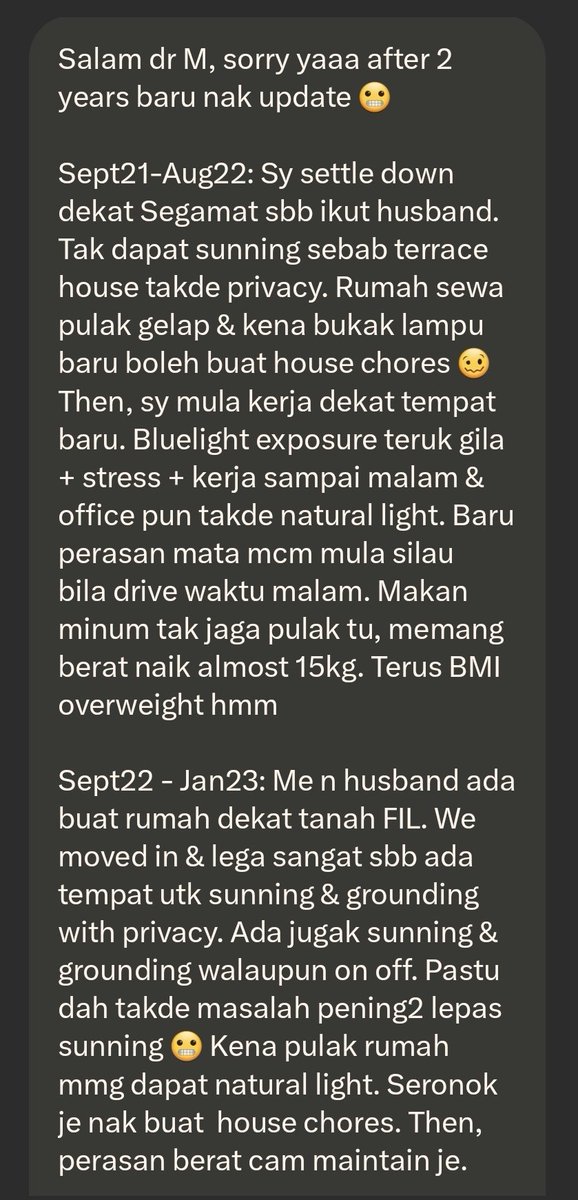 Salam dr M, sorry yaaa after 2
years baru nak update 😬
Sept21-Aug22: Sy settle down
dekat Segamat sbb ikut husband.
Tak dapat sunning sebab terrace
house takde privacy. Rumah sewa
pulak gelap & kena bukak lampu
baru boleh buat house chores 🥴
Then, sy mula kerja dekat tempat
baru. Bluelight exposure teruk gila
+ stress + kerja sampai malam &
office pun takde natural light. Baru
perasan mata mcm mula silau
bila drive waktu malam. Makan
minum tak jaga pulak tu, memang
berat naik almost 15kg. Terus BMI
overweight hmm
Sept22 - Jan23: Me n husband ada
buat rumah dekat tanah FIL. We
moved in & lega sangat sbb ada
tempat utk sunning & grounding
with privacy. Ada jugak sunning &
grounding walaupun on off. Pastu
dah takde masalah pening2 lepas
sunning 😬 Kena pulak rumah
mmg dapat natural light. Seronok
je nak buat  house chores. Then,
perasan berat cam maintain je.